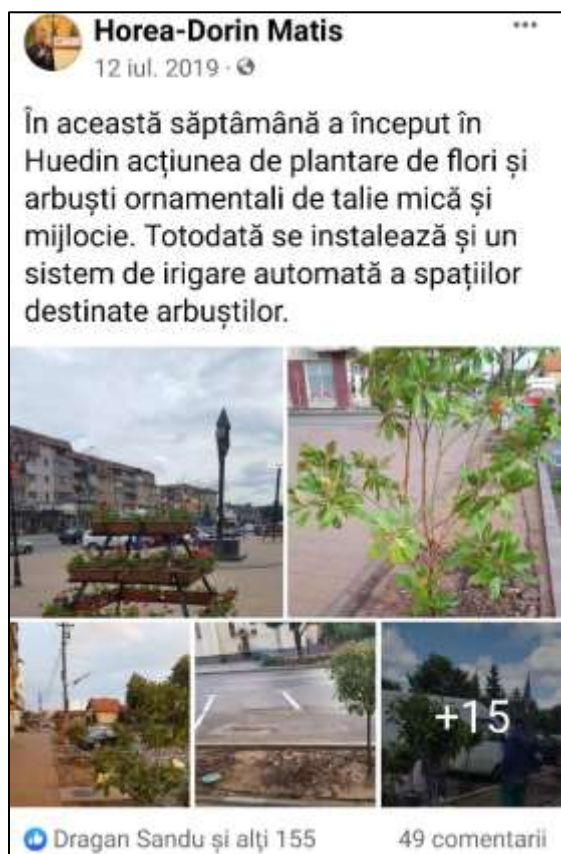 Horea-Dorin Matis
...
12 iul. 2019 ·
În această săptămână a început în
Huedin acțiunea de plantare de flori și
arbuști ornamentali de talie mică și
mijlocie. Totodată se instalează și un
sistem de irigare automată a spațiilor
destinate arbuștilor.
+15
Dragan Sandu și alți 155
49 comentarii